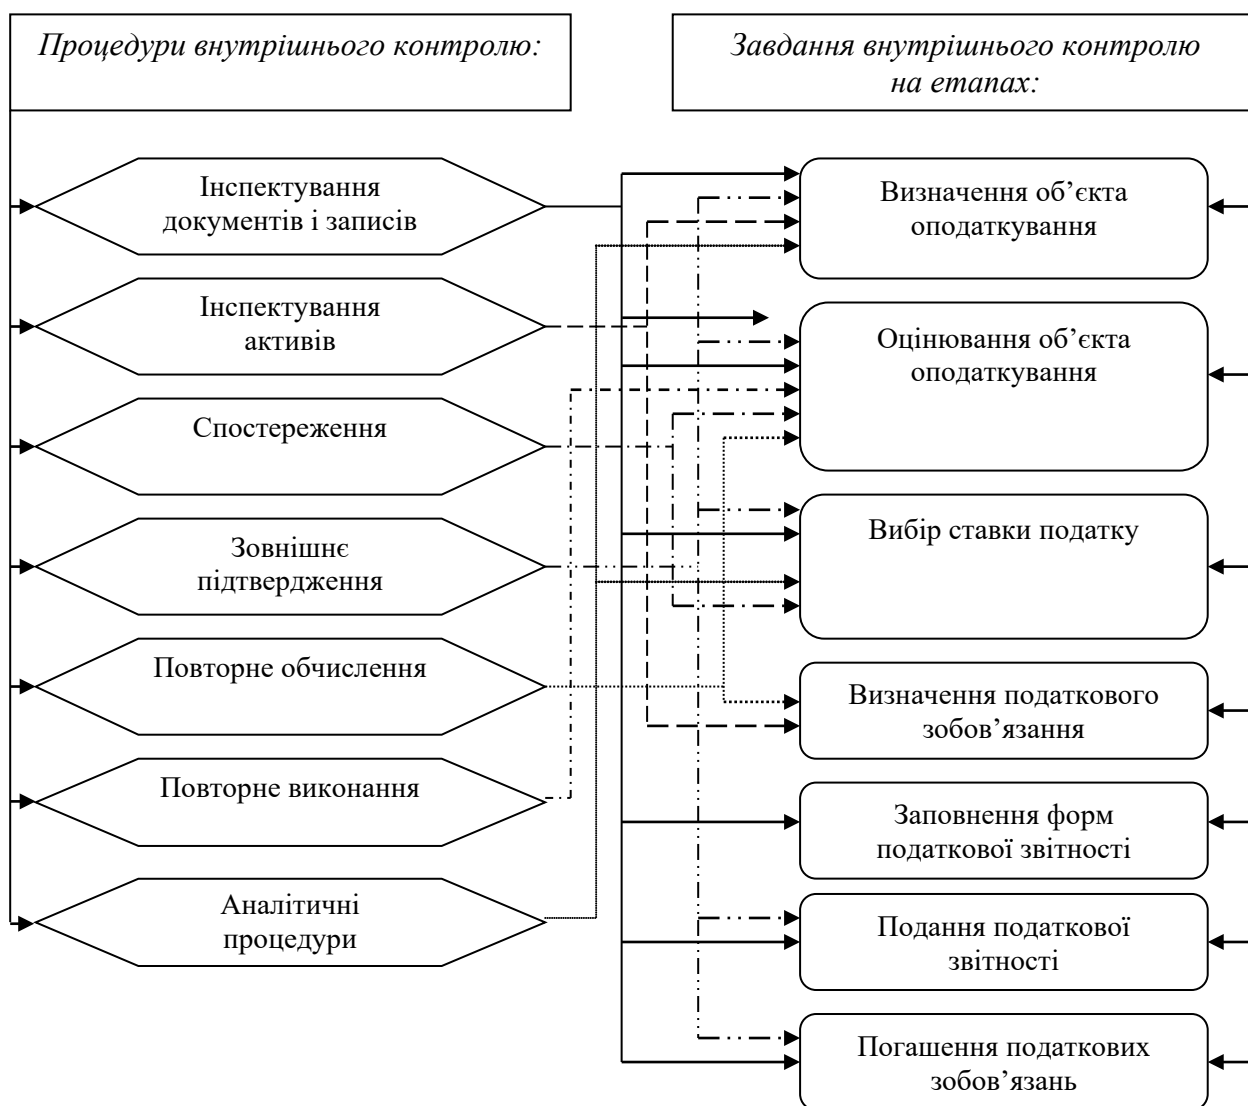 Процедури внутрішнього контролю:
Завдання внутрішнього контролю
на етапах:
Інспектування
документів і записів
Інспектування
активів
Спостереження
Зовнішнє
підтвердження
Повторне обчислення
Повторне виконання
Аналітичні
процедури
Визначення об’єкта
оподаткування
Оцінювання об’єкта
оподаткування
Вибір ставки податку
Визначення податкового
зобов’язання
Заповнення форм
податкової звітності
Подання податкової
звітності
Погашення податкових
зобов’язань